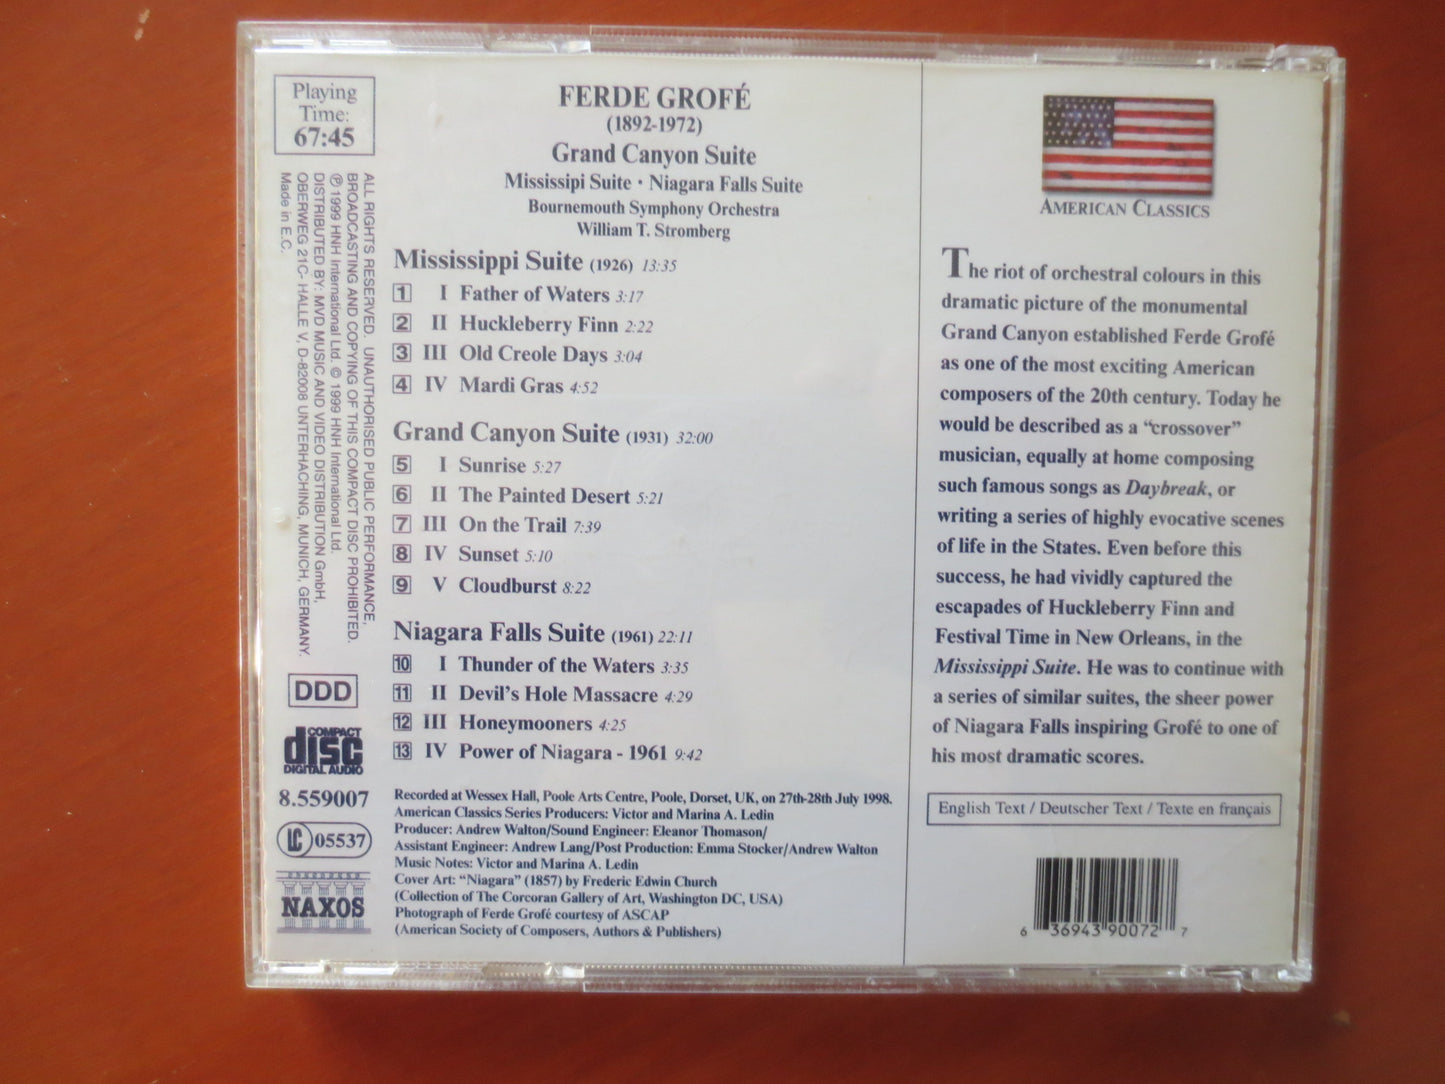 Playing
Time:
67:45
ALL RIGHTS RESERVED. UNAUTHORISED PUBLIC PERFORMANCE,
BROADCASTING AND COPYING OF THIS COMPACT DISC PROHIBITED.
℗ 1999 HNH International Ltd. © 1999 HNH International Ltd.
DISTRIBUTED BY: MVD MUSIC AND VIDEO DISTRIBUTION GmbH,
OBERWEG 21C- HALLE V, D-82008 UNTERHACHING, MUNICH, GERMANY.
Made in E.C.
DDD
COMPACT
disc
DIGITAL AUDIO
8.559007
LC 05537
NAXOS
FERDE GROFÉ
(1892-1972)
Grand Canyon Suite
Mississipi Suite · Niagara Falls Suite
Bournemouth Symphony Orchestra
William T. Stromberg
Mississippi Suite (1926) 13:35
1 I Father of Waters 3:17
2 II Huckleberry Finn 2:22
3 III Old Creole Days 3:04
4 IV Mardi Gras 4:52
Grand Canyon Suite (1931) 32:00
5 I Sunrise 5:27
6 II The Painted Desert 5:21
7 III On the Trail 7:39
8 IV Sunset 5:10
9 V Cloudburst 8:22
Niagara Falls Suite (1961) 22:11
10 I Thunder of the Waters 3:35
11 II Devil's Hole Massacre 4:29
12 III Honeymooners 4:25
13 IV Power of Niagara - 1961 9:42
Recorded at Wessex Hall, Poole Arts Centre, Poole, Dorset, UK, on 27th-28th July 1998.
American Classics Series Producers: Victor and Marina A. Ledin
Producer: Andrew Walton/Sound Engineer: Eleanor Thomason/
Assistant Engineer: Andrew Lang/Post Production: Emma Stocker/Andrew Walton
Music Notes: Victor and Marina A. Ledin
Cover Art: "Niagara" (1857) by Frederic Edwin Church
(Collection of The Corcoran Gallery of Art, Washington DC, USA)
Photograph of Ferde Grofé courtesy of ASCAP
(American Society of Composers, Authors & Publishers)
AMERICAN CLASSICS
The riot of orchestral colours in this
dramatic picture of the monumental
Grand Canyon established Ferde Grofé
as one of the most exciting American
composers of the 20th century. Today he
would be described as a "crossover"
musician, equally at home composing
such famous songs as Daybreak, or
writing a series of highly evocative scenes
of life in the States. Even before this
success, he had vividly captured the
escapades of Huckleberry Finn and
Festival Time in New Orleans, in the
Mississippi Suite. He was to continue with
a series of similar suites, the sheer power
of Niagara Falls inspiring Grofé to one of
his most dramatic scores.
English Text / Deutscher Text / Texte en français
6 36943 90072 7